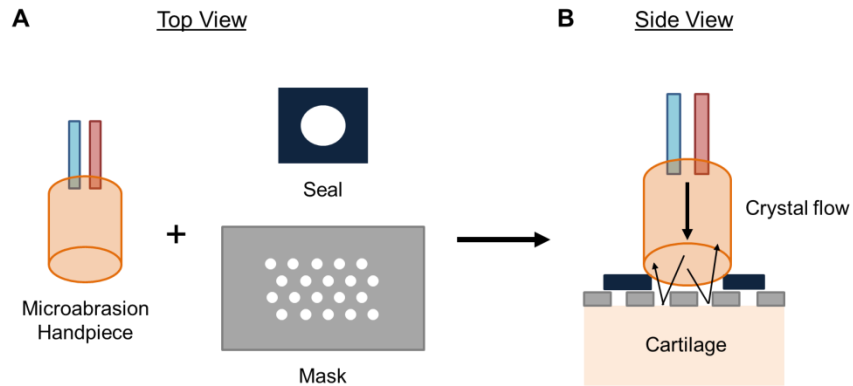 A
Top View
B
Side View
Seal
+
Crystal flow
Microabrasion
Handpiece
Mask
Cartilage